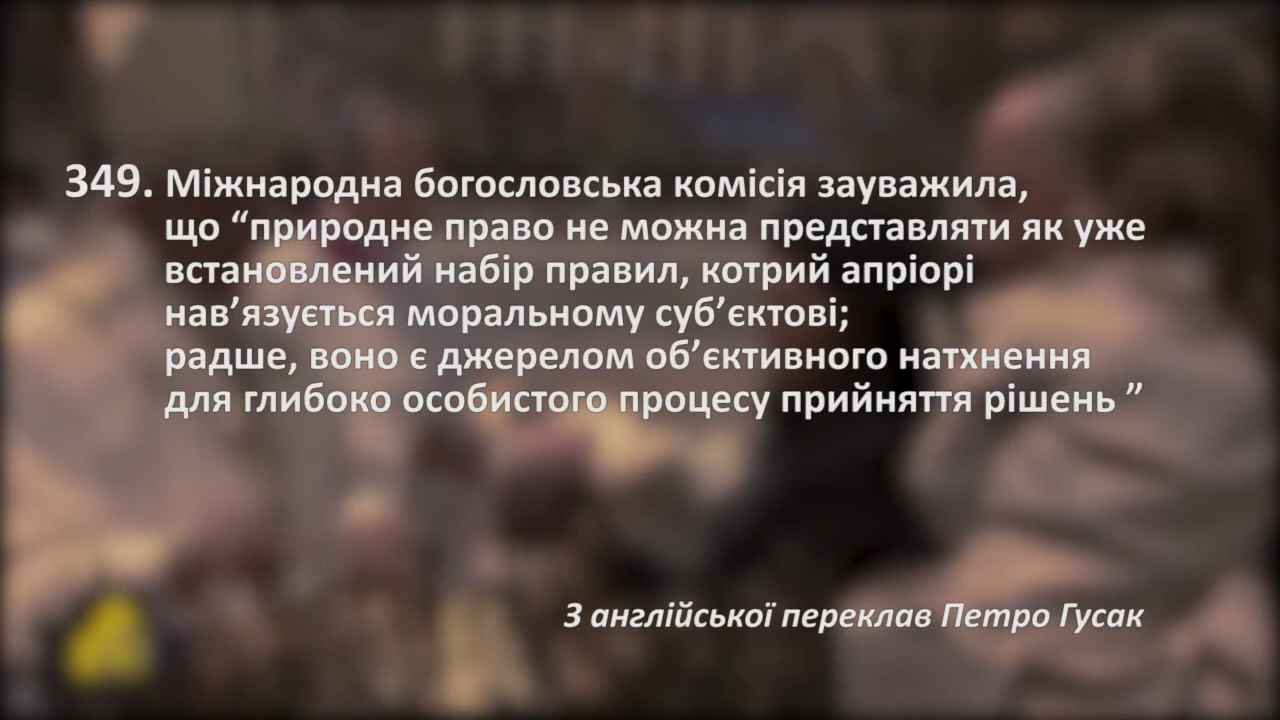 349. Міжнародна богословська комісія зауважила,
що “природне право не можна представляти як уже
встановлений набір правил, котрий апріорі
нав’язується моральному суб’єктові;
радше, воно є джерелом об’єктивного натхнення
для глибоко особистого процесу прийняття рішень ”
З англійської переклав Петро Гусак